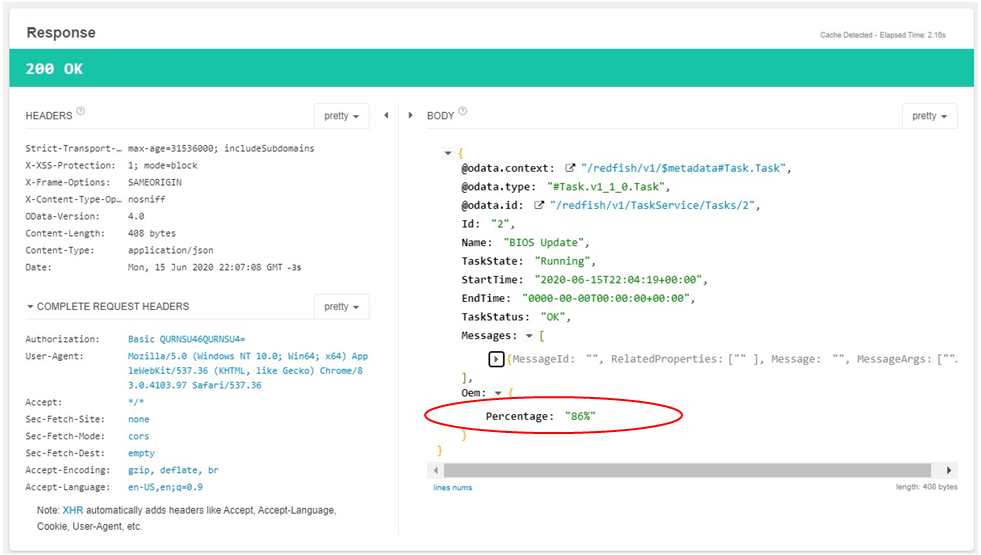 Response
Cache Detected - Elapsed Time: 2.16s
200 OK
HEADERS ?
pretty
Strict-Transport-… max-age=31536000; includeSubdomains
X-XSS-Protection: 1; mode=block
X-Frame-Options: SAMEORIGIN
X-Content-Type-Op… nosniff
OData-Version: 4.0
Content-Length: 408 bytes
Content-Type: application/json
Date: Mon, 15 Jun 2020 22:07:08 GMT -3s
COMPLETE REQUEST HEADERS
pretty
Authorization: Basic QURNSU46QURNSU4=
User-Agent: Mozilla/5.0 (Windows NT 10.0; Win64; x64) App
leWebKit/537.36 (KHTML, like Gecko) Chrome/8
3.0.4103.97 Safari/537.36
Accept: */*
Sec-Fetch-Site: none
Sec-Fetch-Mode: cors
Sec-Fetch-Dest: empty
Accept-Encoding: gzip, deflate, br
Accept-Language: en-US,en;q=0.9
Note: XHR automatically adds headers like Accept, Accept-Language,
Cookie, User-Agent, etc.
BODY ?
pretty
{
@odata.context: "/redfish/v1/$metadata#Task.Task",
@odata.type: "#Task.v1_1_0.Task",
@odata.id: "/redfish/v1/TaskService/Tasks/2",
Id: "2",
Name: "BIOS Update",
TaskState: "Running",
StartTime: "2020-06-15T22:04:19+00:00",
EndTime: "0000-00-00T00:00:00+00:00",
TaskStatus: "OK",
Messages: [
{MessageId: "", RelatedProperties: ["" ], Message: "", MessageArgs: ["".
],
Oem: {
Percentage: "86%"
}
}
lines nums
length: 408 bytes